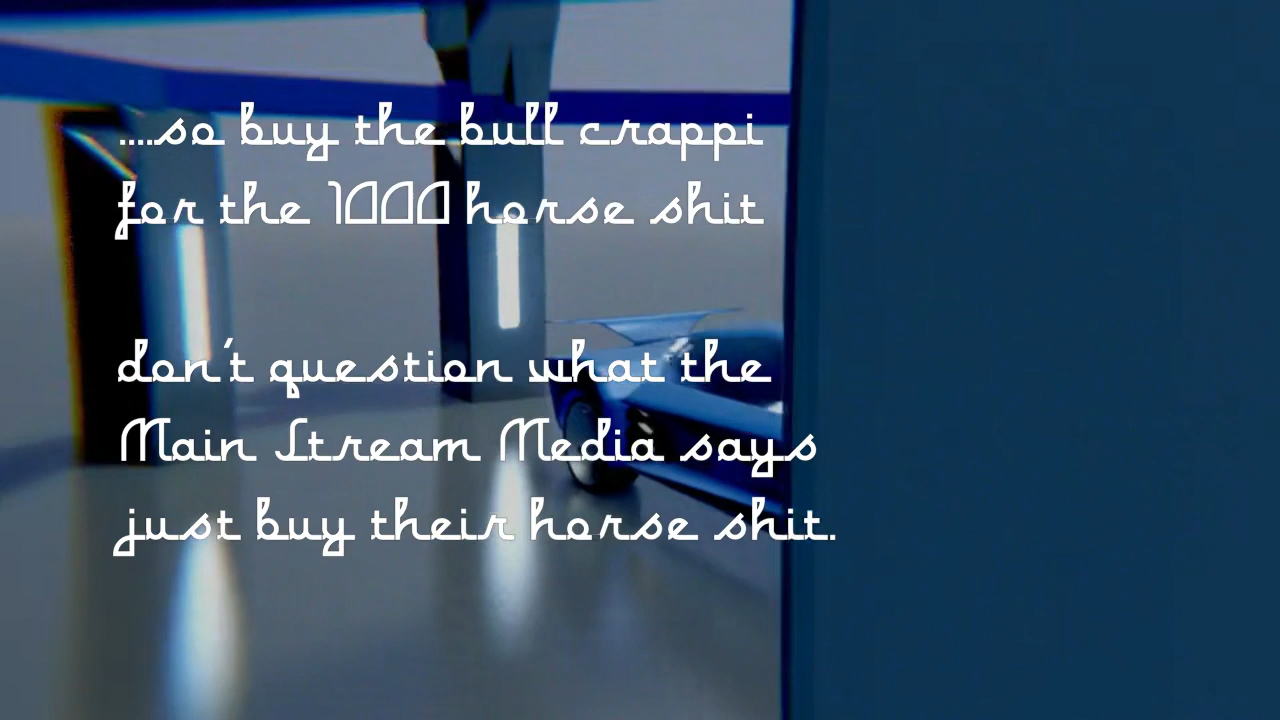 ....so buy the bull crappi
for the 1000 horse shit
don't question what the
Main Stream Media says
just buy their horse shit.